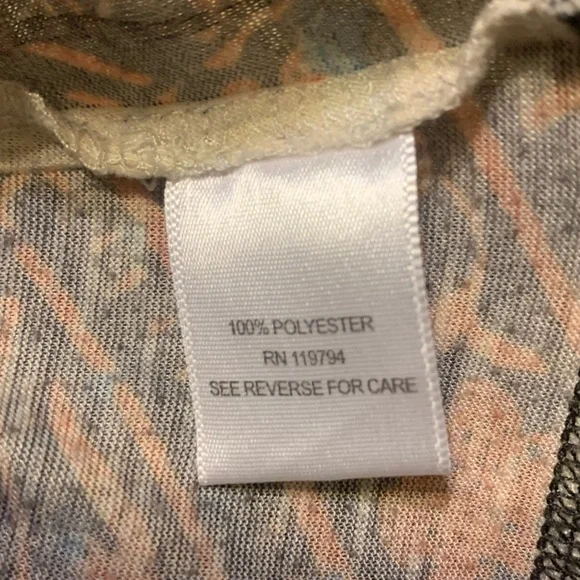 100% POLYESTER
RN 119794
SEE REVERSE FOR CARE